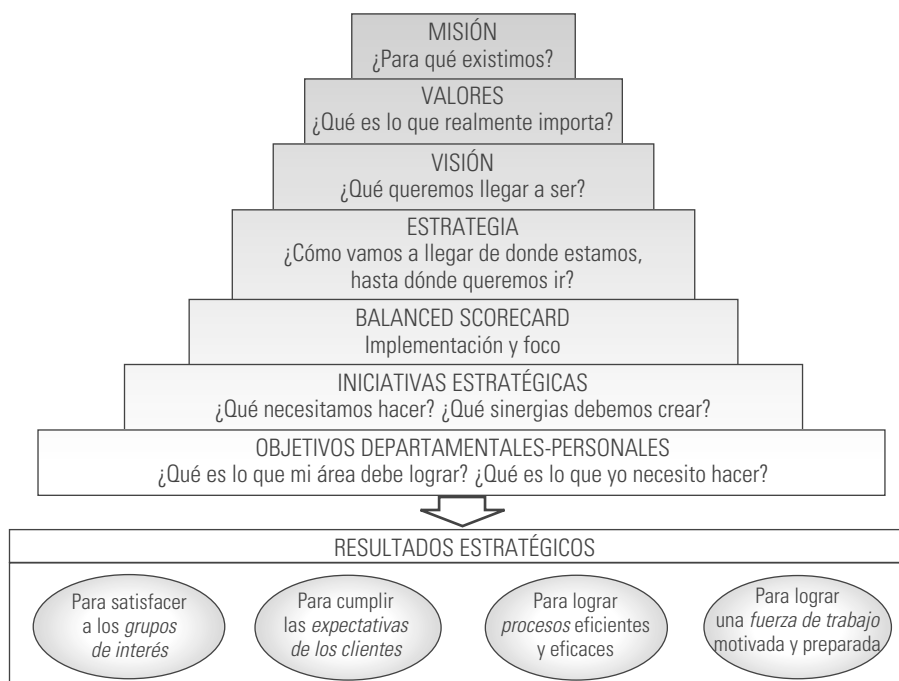 MISIÓN
¿Para qué existimos?
VALORES
¿Qué es lo que realmente importa?
VISIÓN
¿Qué queremos llegar a ser?
ESTRATEGIA
¿Cómo vamos a llegar de donde estamos,
hasta dónde queremos ir?
BALANCED SCORECARD
Implementación y foco
INICIATIVAS ESTRATÉGICAS
¿Qué necesitamos hacer? ¿Qué sinergias debemos crear?
OBJETIVOS DEPARTAMENTALES-PERSONALES
¿Qué es lo que mi área debe lograr? ¿Qué es lo que yo necesito hacer?
RESULTADOS ESTRATÉGICOS
Para satisfacer
a los grupos
de interés
Para cumplir
las expectativas
de los clientes
Para lograr
procesos eficientes
y eficaces
Para lograr
una fuerza de trabajo
motivada y preparada